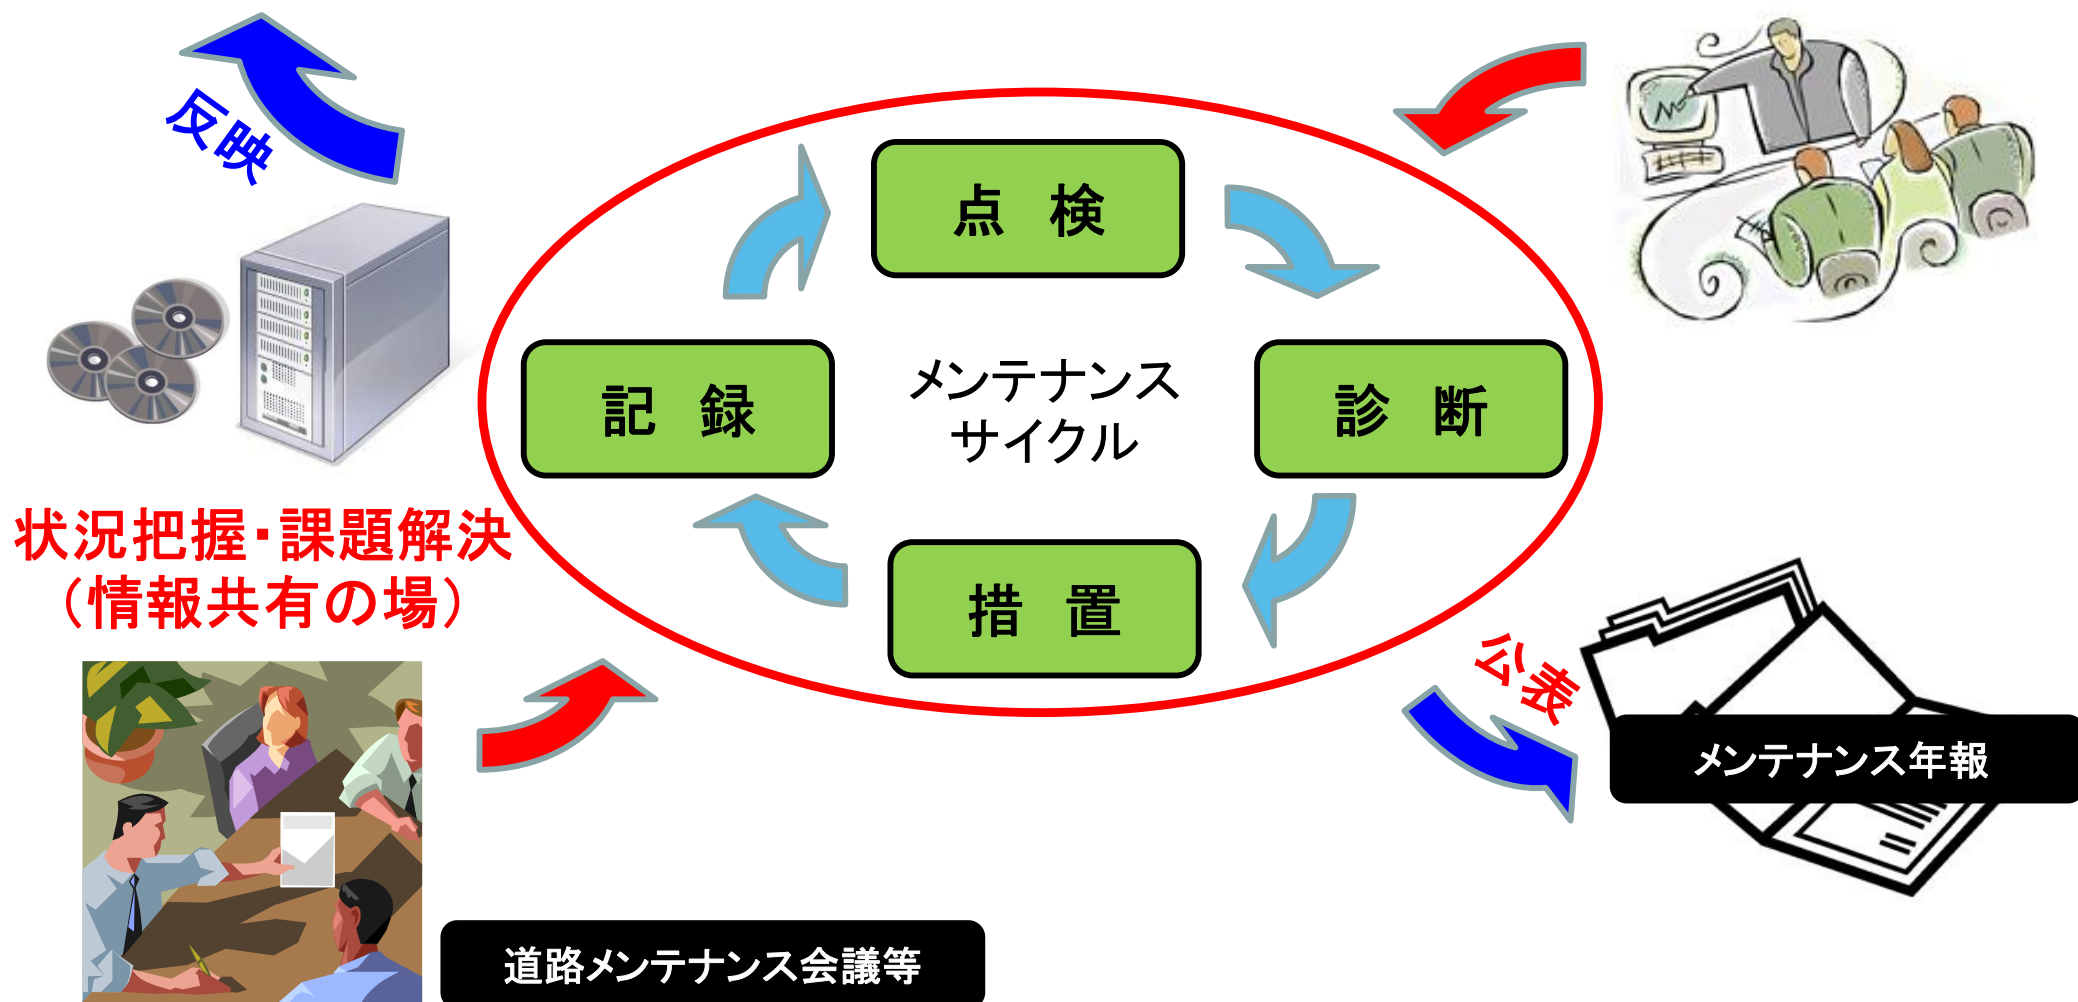 反映
点 検
記 録
メンテナンス
サイクル
診 断
措 置
状況把握・課題解決
（情報共有の場）
公表
メンテナンス年報
道路メンテナンス会議等